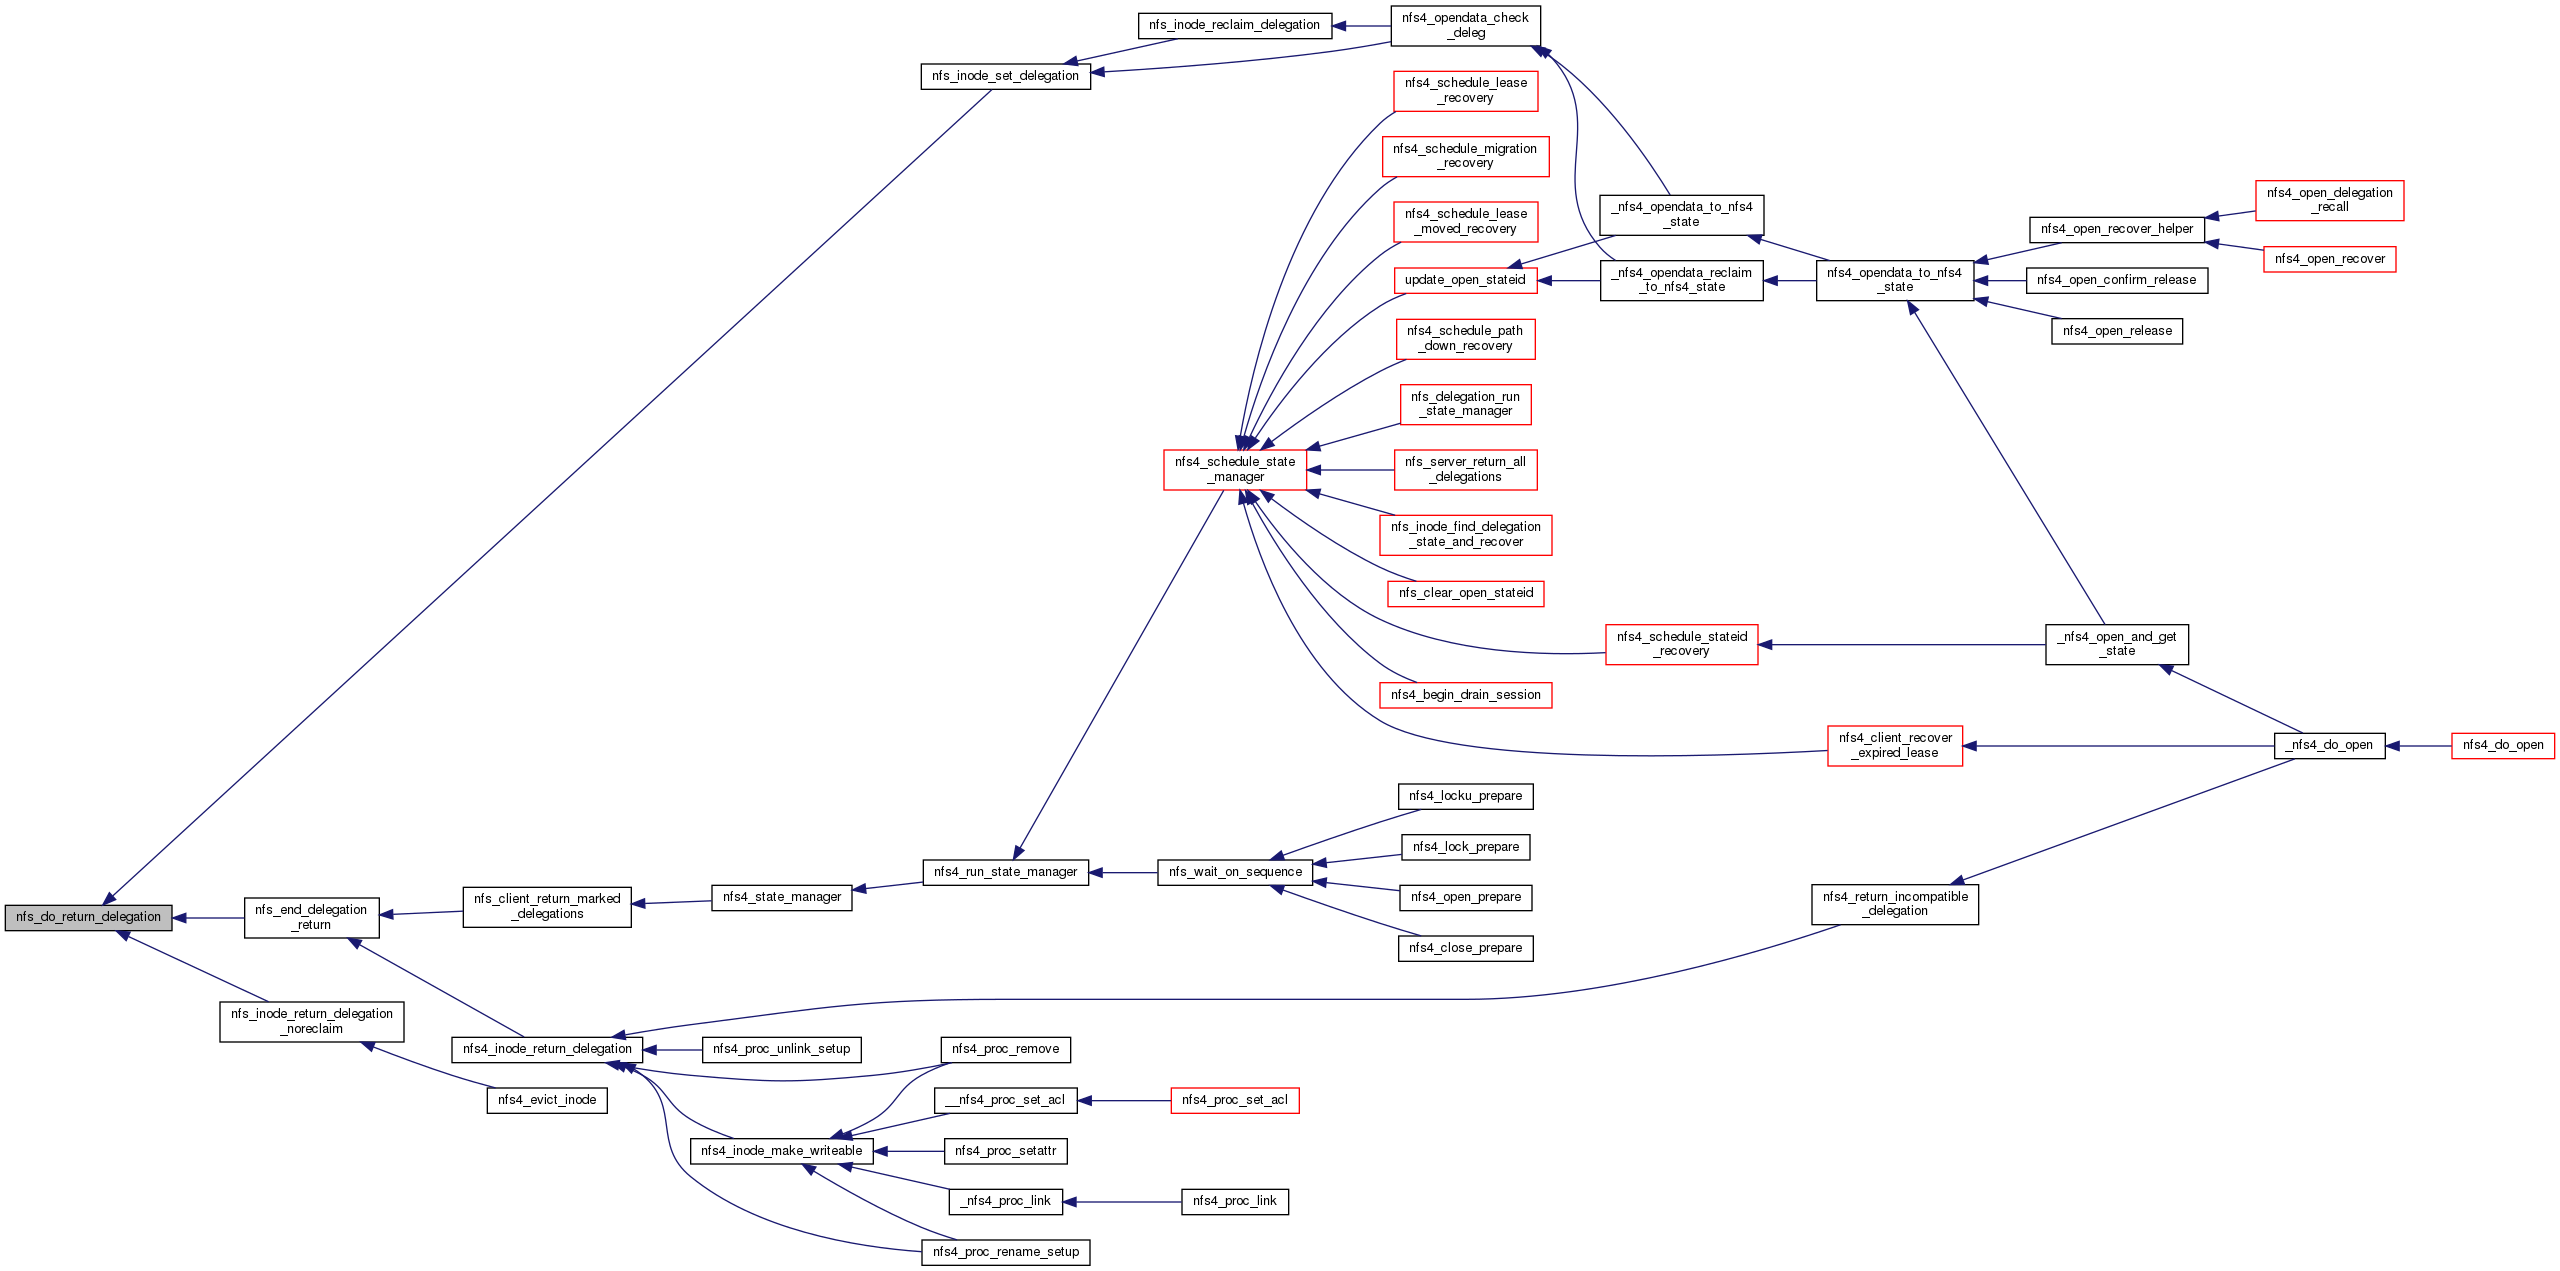 nfs_inode_reclaim_delegation
nfs4_opendata_check
_deleg
nfs_inode_set_delegation
nfs4_schedule_lease
_recovery
nfs4_schedule_migration
_recovery
nfs4_schedule_lease
_moved_recovery
update_open_stateid
nfs4_schedule_path
_down_recovery
nfs_delegation_run
_state_manager
nfs4_schedule_state
_manager
nfs_server_return_all
_delegations
nfs_inode_find_delegation
_state_and_recover
nfs_clear_open_stateid
nfs4_schedule_stateid
_recovery
nfs4_begin_drain_session
nfs4_client_recover
_expired_lease
_nfs4_opendata_to_nfs4
_state
_nfs4_opendata_reclaim
_to_nfs4_state
nfs4_opendata_to_nfs4
_state
nfs4_open_recover_helper
nfs4_open_delegation
_recall
nfs4_open_recover
nfs4_open_confirm_release
nfs4_open_release
_nfs4_open_and_get
_state
_nfs4_do_open
nfs4_do_open
nfs4_locku_prepare
nfs4_lock_prepare
nfs4_open_prepare
nfs4_close_prepare
nfs_wait_on_sequence
nfs4_run_state_manager
nfs4_state_manager
nfs_client_return_marked
_delegations
nfs_end_delegation
_return
nfs_do_return_delegation
nfs4_return_incompatible
_delegation
nfs_inode_return_delegation
_noreclaim
nfs4_evict_inode
nfs4_inode_return_delegation
nfs4_proc_unlink_setup
nfs4_proc_remove
__nfs4_proc_set_acl
nfs4_proc_set_acl
nfs4_inode_make_writeable
nfs4_proc_setattr
_nfs4_proc_link
nfs4_proc_link
nfs4_proc_rename_setup